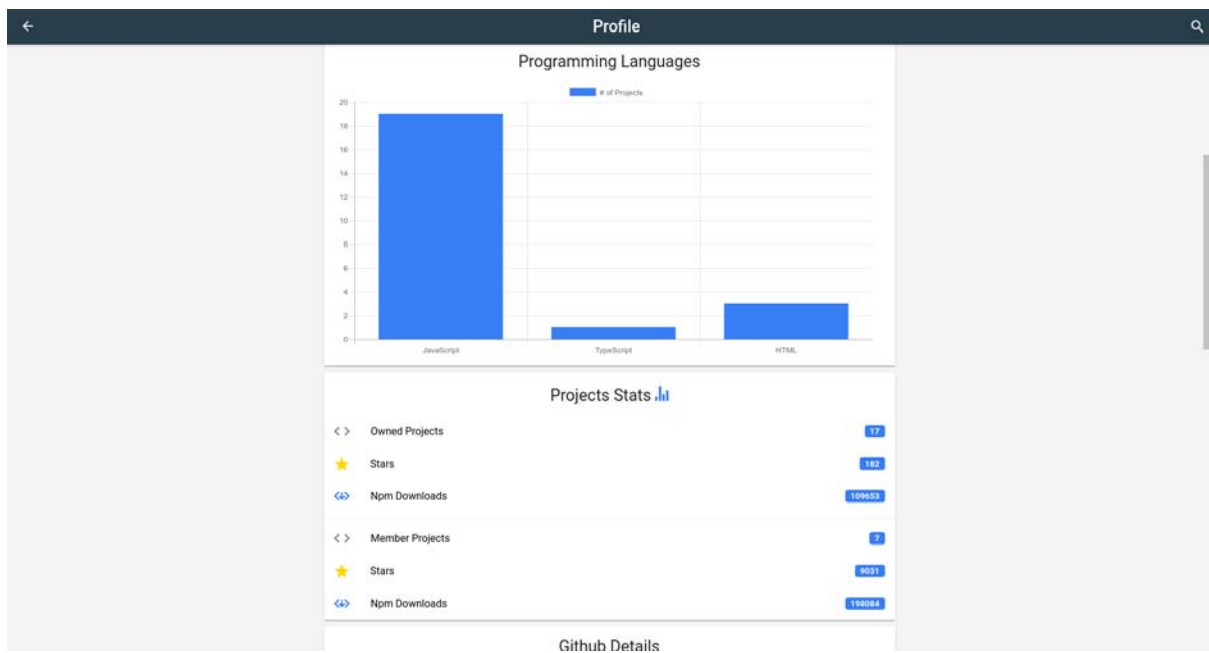 Profile
Programming Languages
# of Projects
20
18
16
14
12
10
8
6
4
2
0
JavaScript TypeScript HTML
Projects Stats
Owned Projects 17
Stars 182
Npm Downloads 109653
Member Projects 7
Stars 9031
Npm Downloads 198084
Github Details